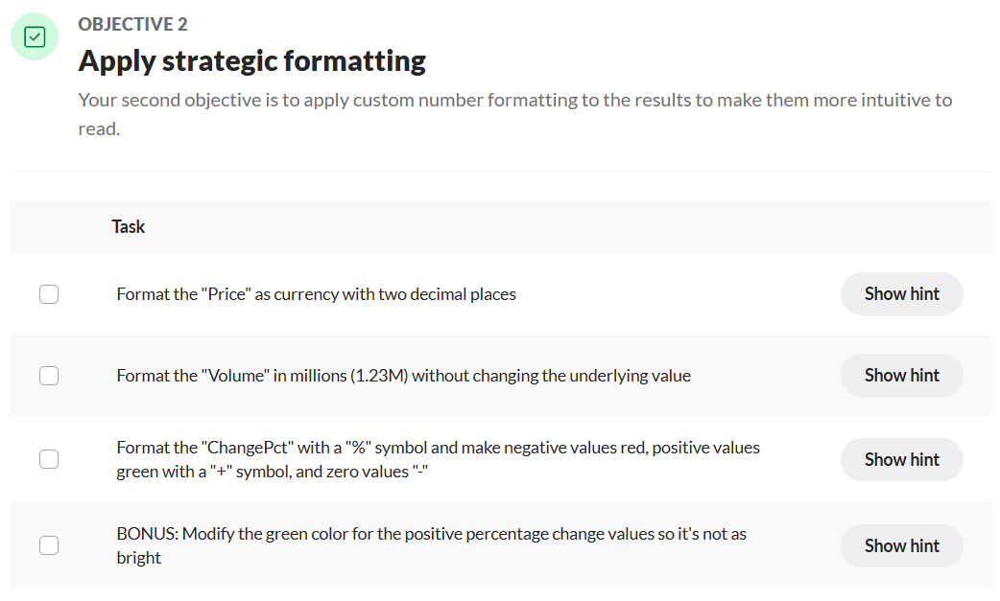 OBJECTIVE 2
Apply strategic formatting
Your second objective is to apply custom number formatting to the results to make them more intuitive to
read.
Task
Format the "Price" as currency with two decimal places
Show hint
Format the "Volume" in millions (1.23M) without changing the underlying value
Show hint
Format the "ChangePct" with a "%" symbol and make negative values red, positive values
green with a "+" symbol, and zero values "-"
Show hint
BONUS: Modify the green color for the positive percentage change values so it's not as
bright
Show hint